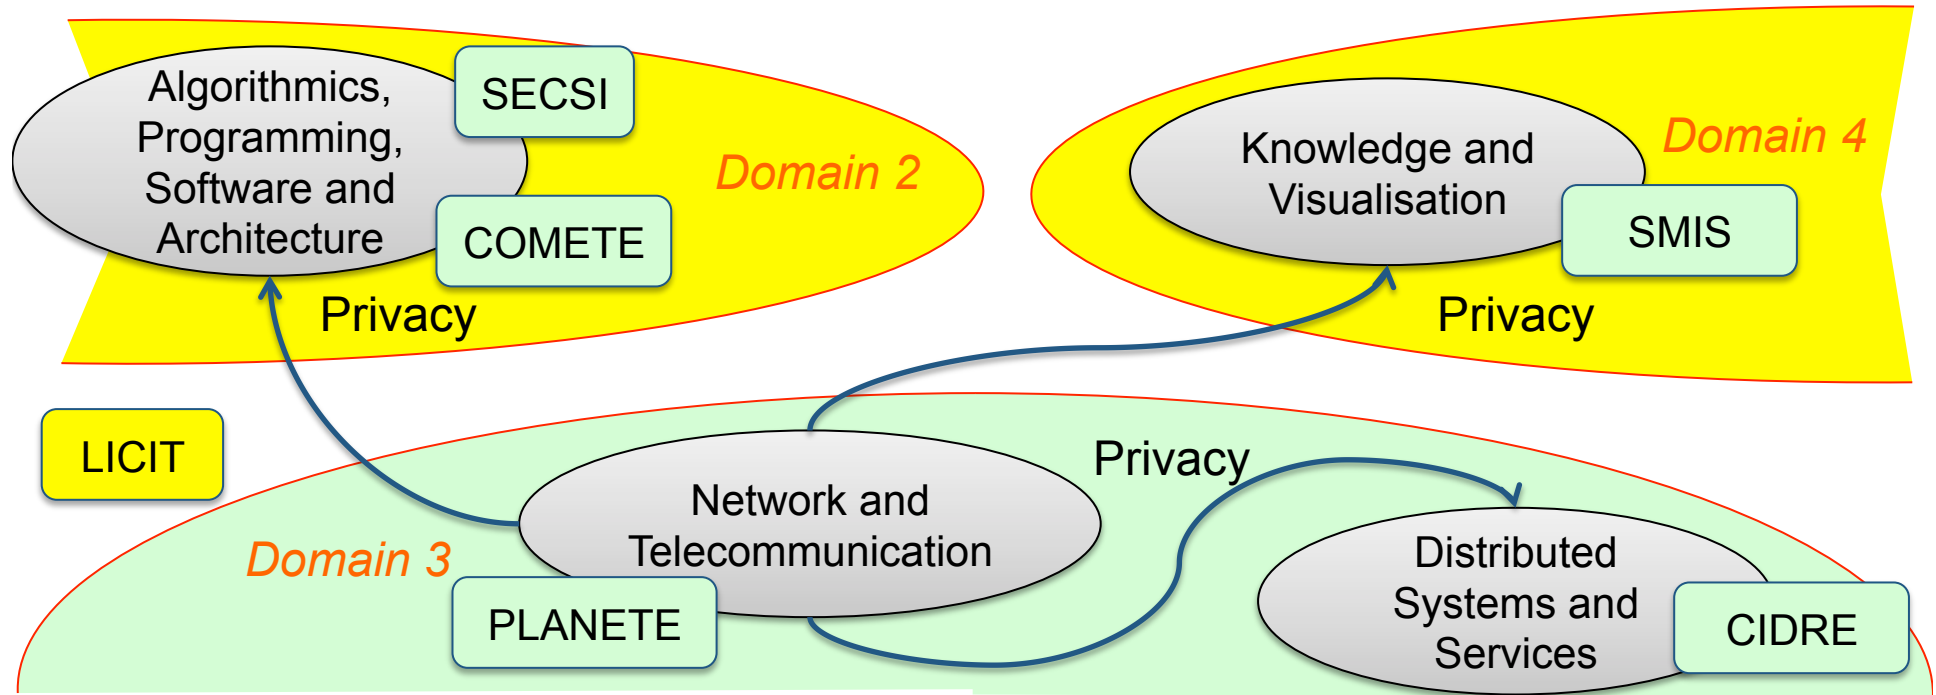 Algorithmics,
Programming,
Software and
Architecture
SECSI
COMETE
Domain 2
Privacy
Knowledge and
Visualisation
Domain 4
SMIS
Privacy
LICIT
Domain 3
Network and
Telecommunication
PLANETE
Privacy
Distributed
Systems and
Services
CIDRE